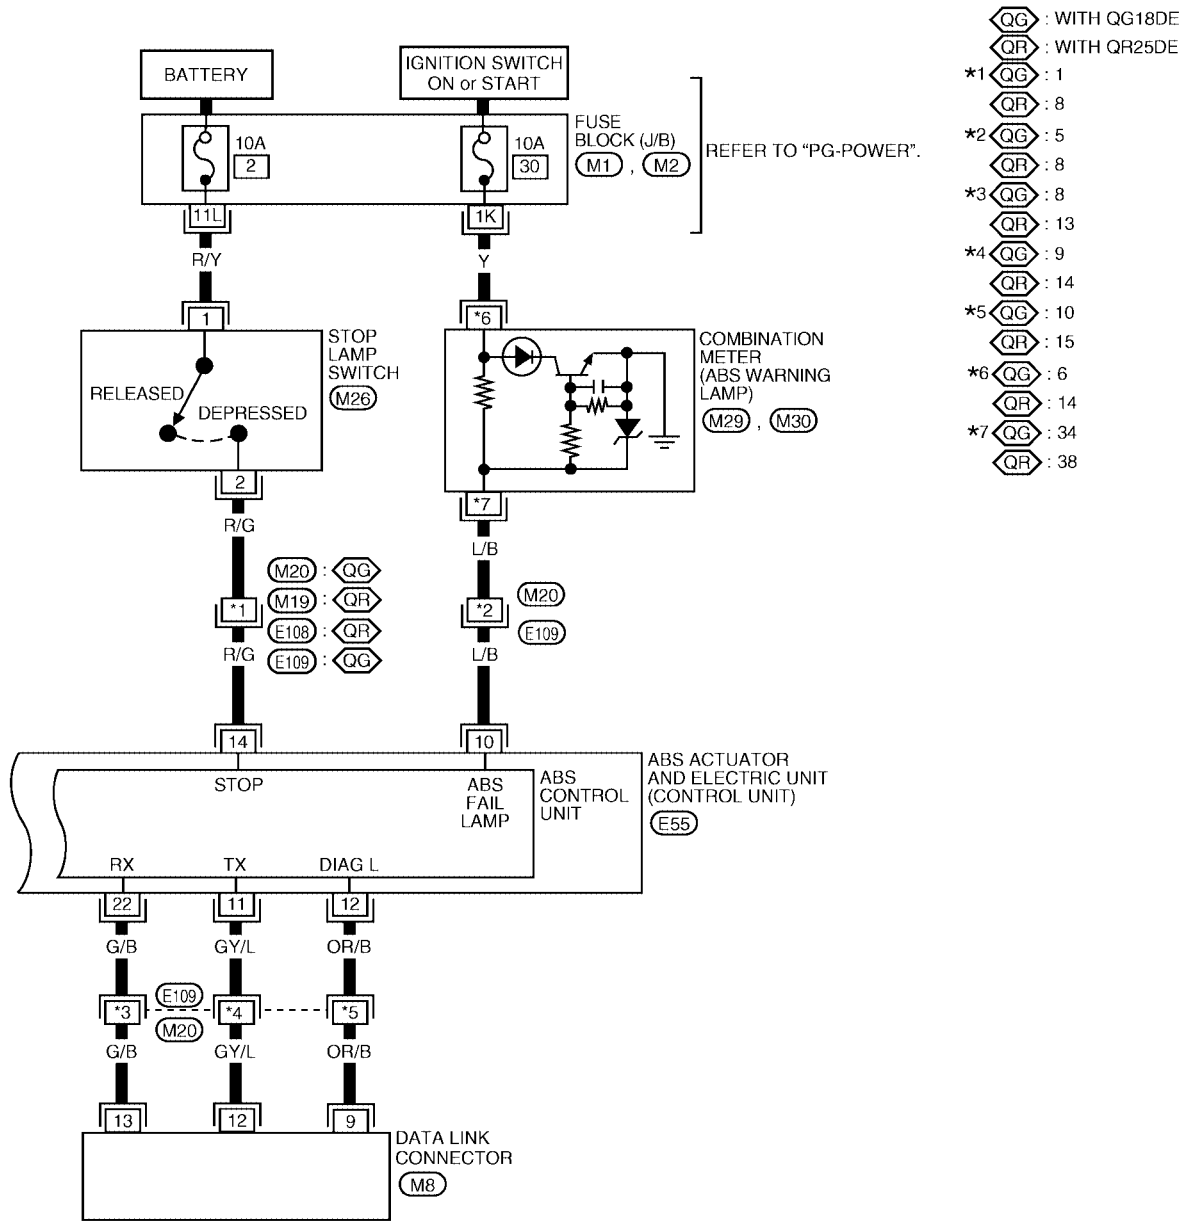 BATTERY
IGNITION SWITCH
ON or START
10A
2
10A
30
FUSE
BLOCK (J/B)
M1 , M2
REFER TO “PG-POWER”.
11L
1K
R/Y
Y
1
*6
STOP
LAMP
SWITCH
M26
RELEASED
DEPRESSED
COMBINATION
METER
(ABS WARNING
LAMP)
M29 , M30
2
*7
R/G
L/B
M20 : QG
M19 : QR
E108 : QR
E109 : QG
*1
*2
M20
E109
R/G
L/B
14
10
STOP
ABS
FAIL
LAMP
ABS
CONTROL
UNIT
ABS ACTUATOR
AND ELECTRIC UNIT
(CONTROL UNIT)
E55
RX
TX
DIAG L
22
11
12
G/B
GY/L
OR/B
*3
E109
M20
*4
*5
G/B
GY/L
OR/B
13
12
9
DATA LINK
CONNECTOR
M8
QG : WITH QG18DE
QR : WITH QR25DE
*1 QG : 1
QR : 8
*2 QG : 5
QR : 8
*3 QG : 8
QR : 13
*4 QG : 9
QR : 14
*5 QG : 10
QR : 15
*6 QG : 6
QR : 14
*7 QG : 34
QR : 38